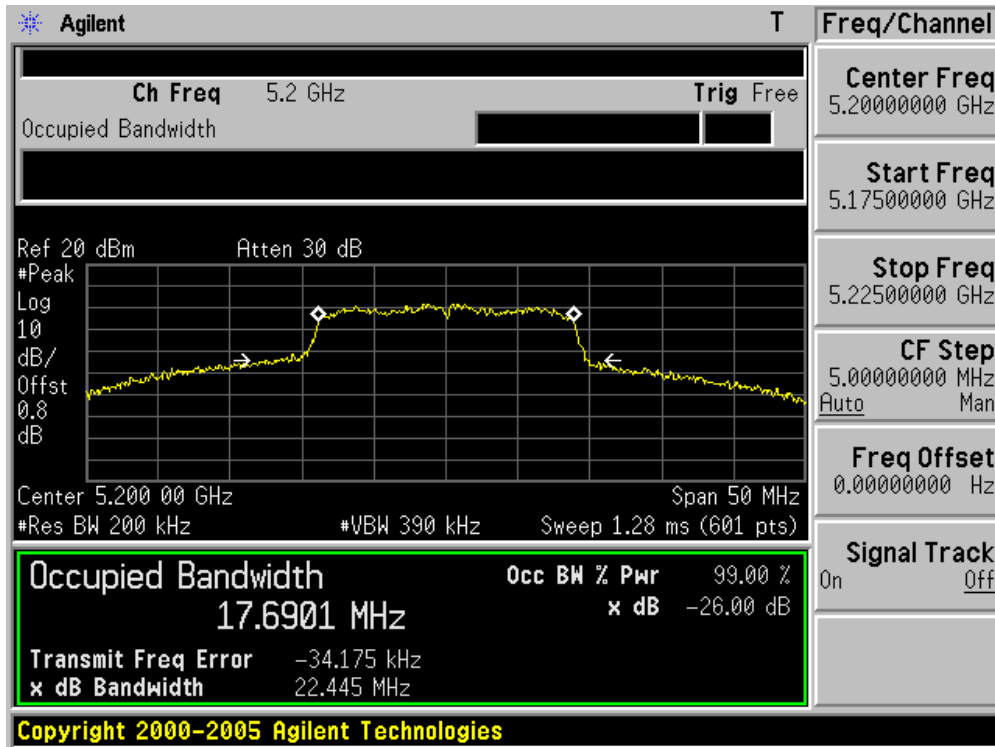 Agilent T
Freq/Channel
Ch Freq 5.2 GHz Trig Free
Occupied Bandwidth
Center Freq
5.20000000 GHz
Start Freq
5.17500000 GHz
Stop Freq
5.22500000 GHz
CF Step
5.00000000 MHz
Auto Man
Freq Offset
0.00000000 Hz
Signal Track
On Off
Ref 20 dBm Atten 30 dB
#Peak
Log
10
dB/
Offst
0.8
dB
Center 5.200 00 GHz Span 50 MHz
#Res BW 200 kHz #VBW 390 kHz Sweep 1.28 ms (601 pts)
Occupied Bandwidth
17.6901 MHz
Occ BW % Pwr 99.00 %
x dB -26.00 dB
Transmit Freq Error -34.175 kHz
x dB Bandwidth 22.445 MHz
Copyright 2000-2005 Agilent Technologies